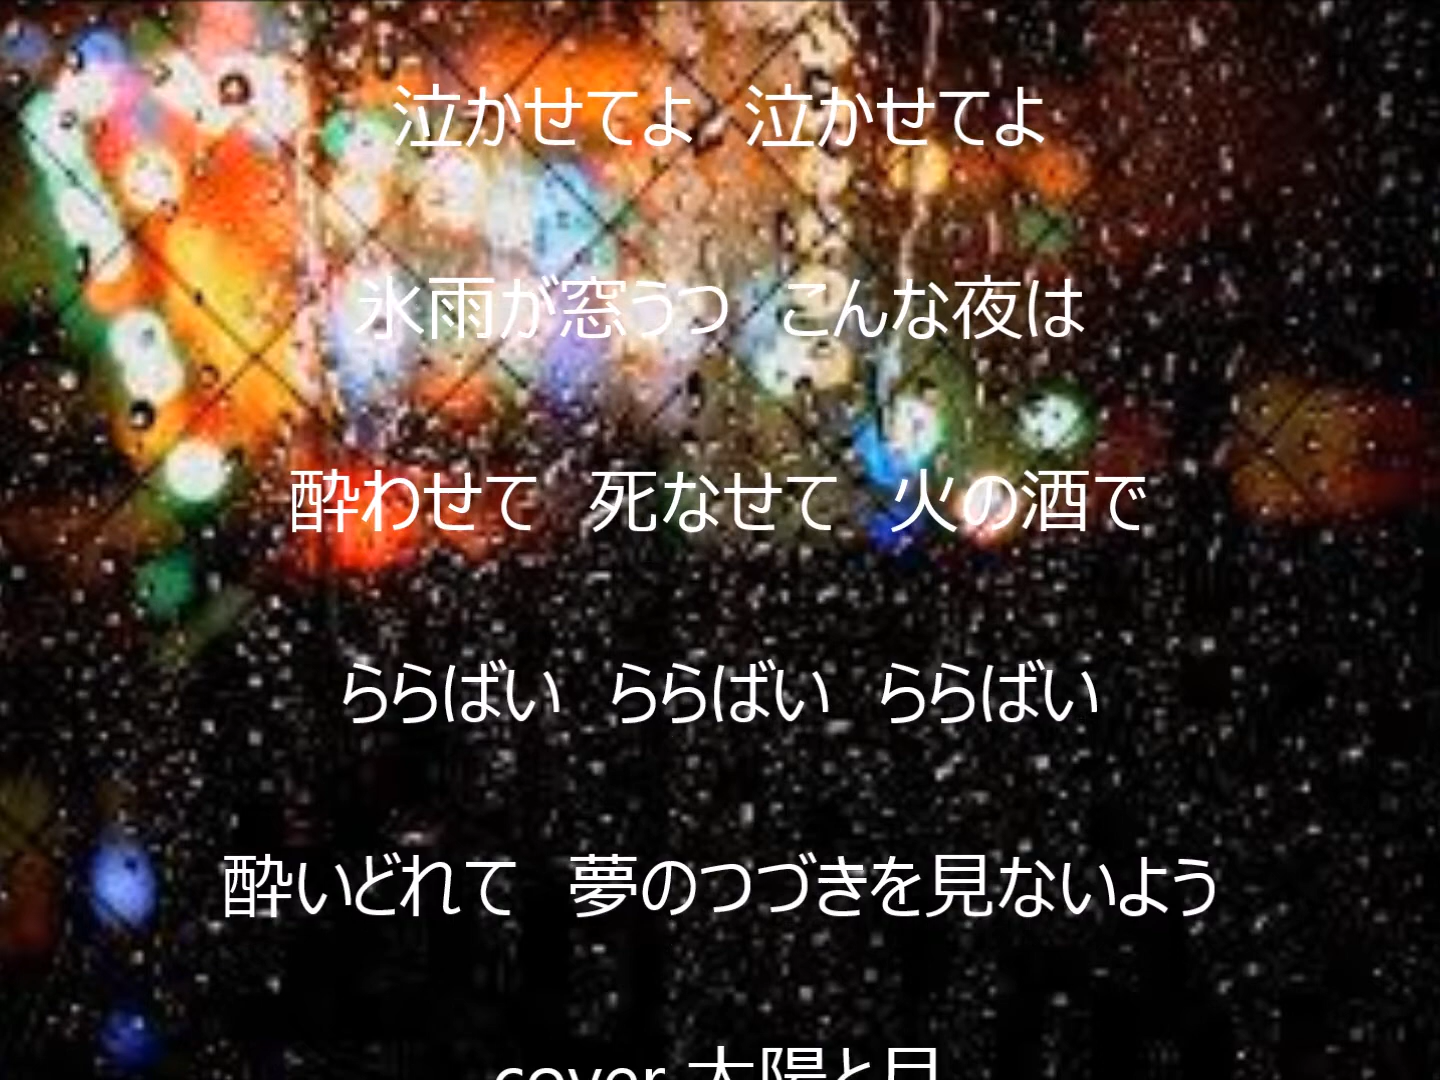 泣かせてよ　泣かせてよ
氷雨が窓うつ　こんな夜は
酔わせて　死なせて　火の酒で
ららばい　ららばい　ららばい
酔いどれて　夢のつづきを見ないよう
cover 太陽と月